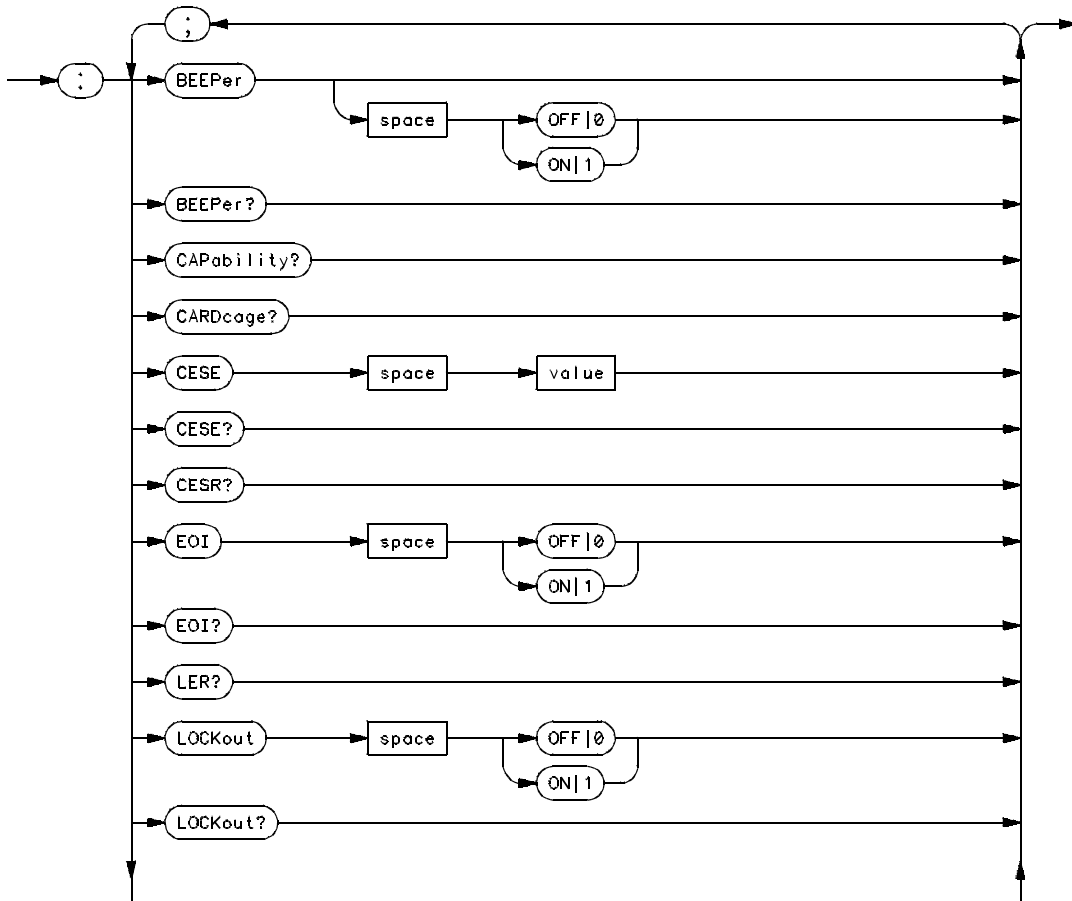 ;
: BEEPer
space OFF|0
ON|1
BEEPer?
CAPability?
CARDcage?
CESE space value
CESE?
CESR?
EOI space OFF|0
ON|1
EOI?
LER?
LOCKout space OFF|0
ON|1
LOCKout?